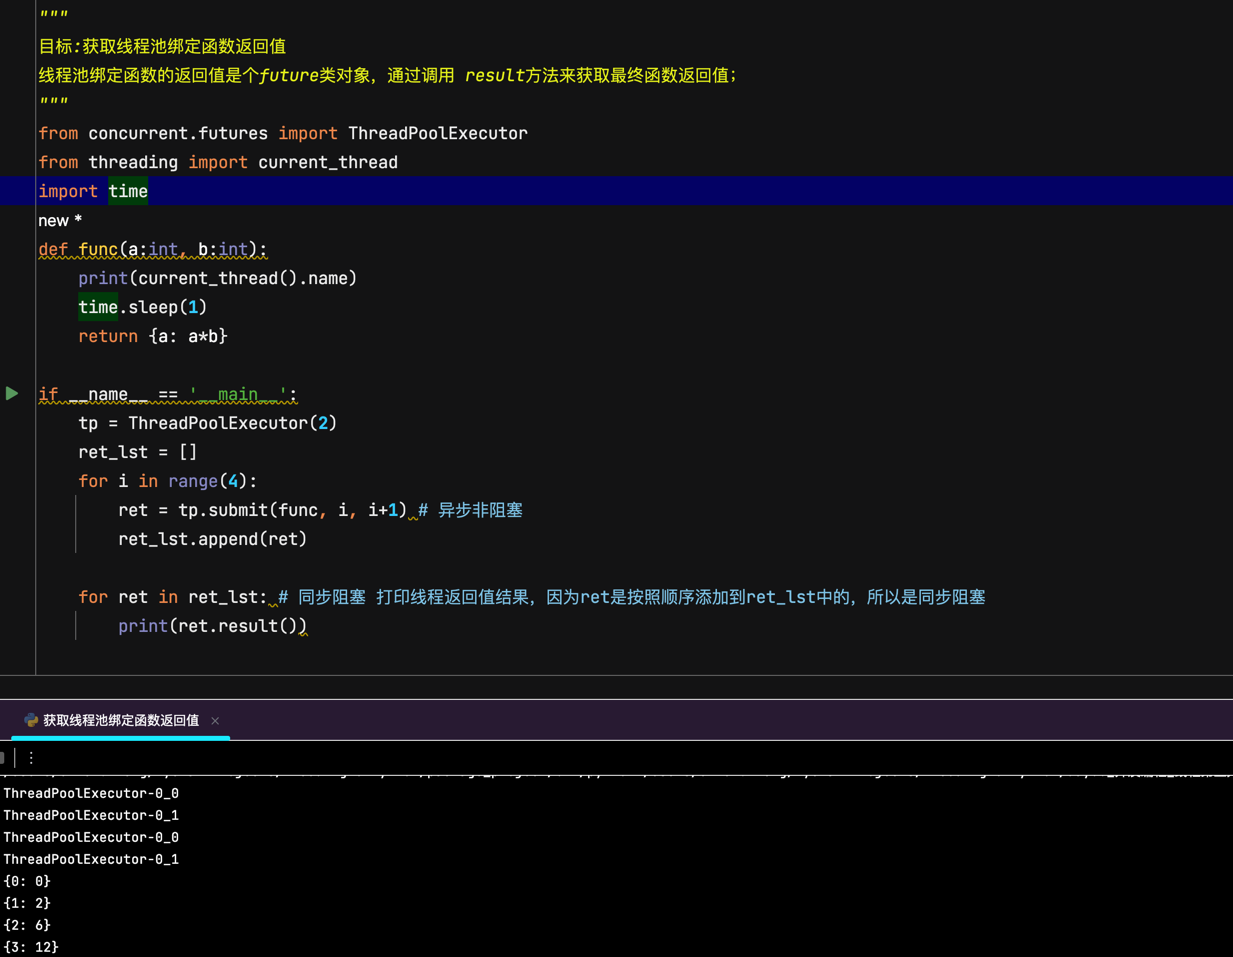 """
目标:获取线程池绑定函数返回值
线程池绑定函数的返回值是个future类对象，通过调用 result方法来获取最终函数返回值；
"""
from concurrent.futures import ThreadPoolExecutor
from threading import current_thread
import time
new *
def func(a:int, b:int):
    print(current_thread().name)
    time.sleep(1)
    return {a: a*b}
if __name__ == '__main__':
    tp = ThreadPoolExecutor(2)
    ret_lst = []
    for i in range(4):
        ret = tp.submit(func, i, i+1) # 异步非阻塞
        ret_lst.append(ret)
    for ret in ret_lst: # 同步阻塞 打印线程返回值结果，因为ret是按照顺序添加到ret_lst中的，所以是同步阻塞
        print(ret.result())
获取线程池绑定函数返回值
ThreadPoolExecutor-0_0
ThreadPoolExecutor-0_1
ThreadPoolExecutor-0_0
ThreadPoolExecutor-0_1
{0: 0}
{1: 2}
{2: 6}
{3: 12}